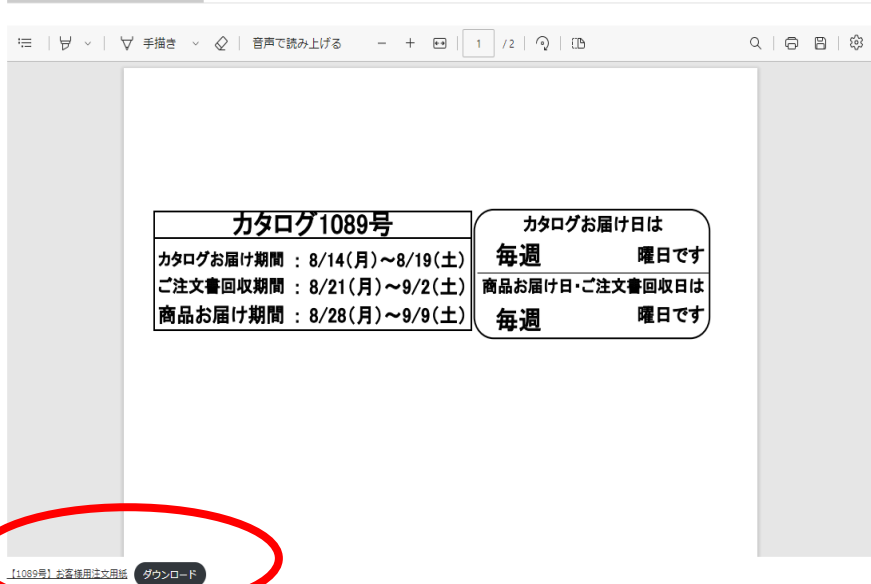 手描き 音声で読み上げる 1 /2
カタログ1089号
カタログお届け期間 : 8/14(月)～8/19(土)
ご注文書回収期間 : 8/21(月)～9/2(土)
商品お届け期間 : 8/28(月)～9/9(土)
カタログお届け日は
毎週 曜日です
商品お届け日・ご注文書回収日は
毎週 曜日です
【1089号】お客様用注文用紙 ダウンロード